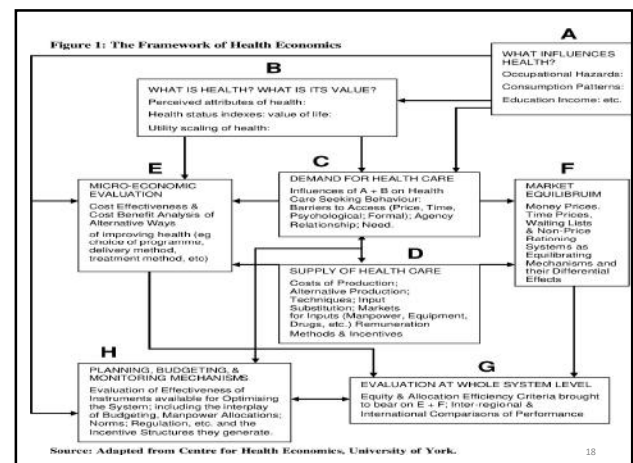 Figure 1: The Framework of Health Economics
A
WHAT INFLUENCES
HEALTH?
Occupational Hazards:
Consumption Patterns:
Education Income: etc.
B
WHAT IS HEALTH? WHAT IS ITS VALUE?
Perceived attributes of health:
Health status indexes: value of life:
Utility scaling of health:
E
MICRO-ECONOMIC
EVALUATION
Cost Effectiveness &
Cost Benefit Analysis of
Alternative Ways
of improving health (eg
choice of programme,
delivery method,
treatment method, etc)
C
DEMAND FOR HEALTH CARE
Influences of A + B on Health
Care Seeking Behaviour:
Barriers to Access (Price, Time,
Psychological; Formal); Agency
Relationship; Need.
F
MARKET
EQUILIBRUIM
Money Prices.
Time Prices,
Waiting Lists
& Non-Price
Rationing
Systems as
Equilibrating
Mechanisms and
their Differential
Effects
D
SUPPLY OF HEALTH CARE
Costs of Production;
Alternative Production;
Techniques; Input
Substitution; Markets
for Inputs (Manpower, Equipment,
Drugs, etc.) Remuneration
Methods & Incentives
H
PLANNING, BUDGETING, &
MONITORING MECHANISMS
Evaluation of Effectiveness of
Instruments available for Optimising
the System; including the interplay
of Budgeting, Manpower Allocations;
Norms; Regulation, etc. and the
Incentive Structures they generate.
G
EVALUATION AT WHOLE SYSTEM LEVEL
Equity & Allocation Efficiency Criteria brought
to bear on E + F; Inter-regional &
International Comparisons of Performance
Source: Adapted from Centre for Health Economics, University of York.
18